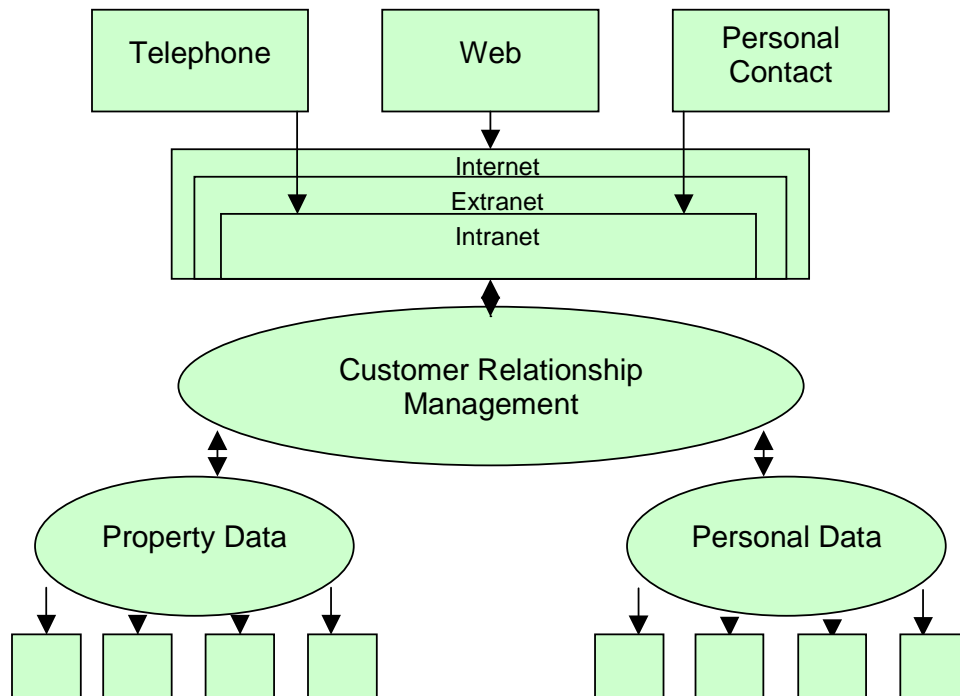 Telephone
Web
Personal
Contact
Internet
Extranet
Intranet
Customer Relationship
Management
Property Data
Personal Data